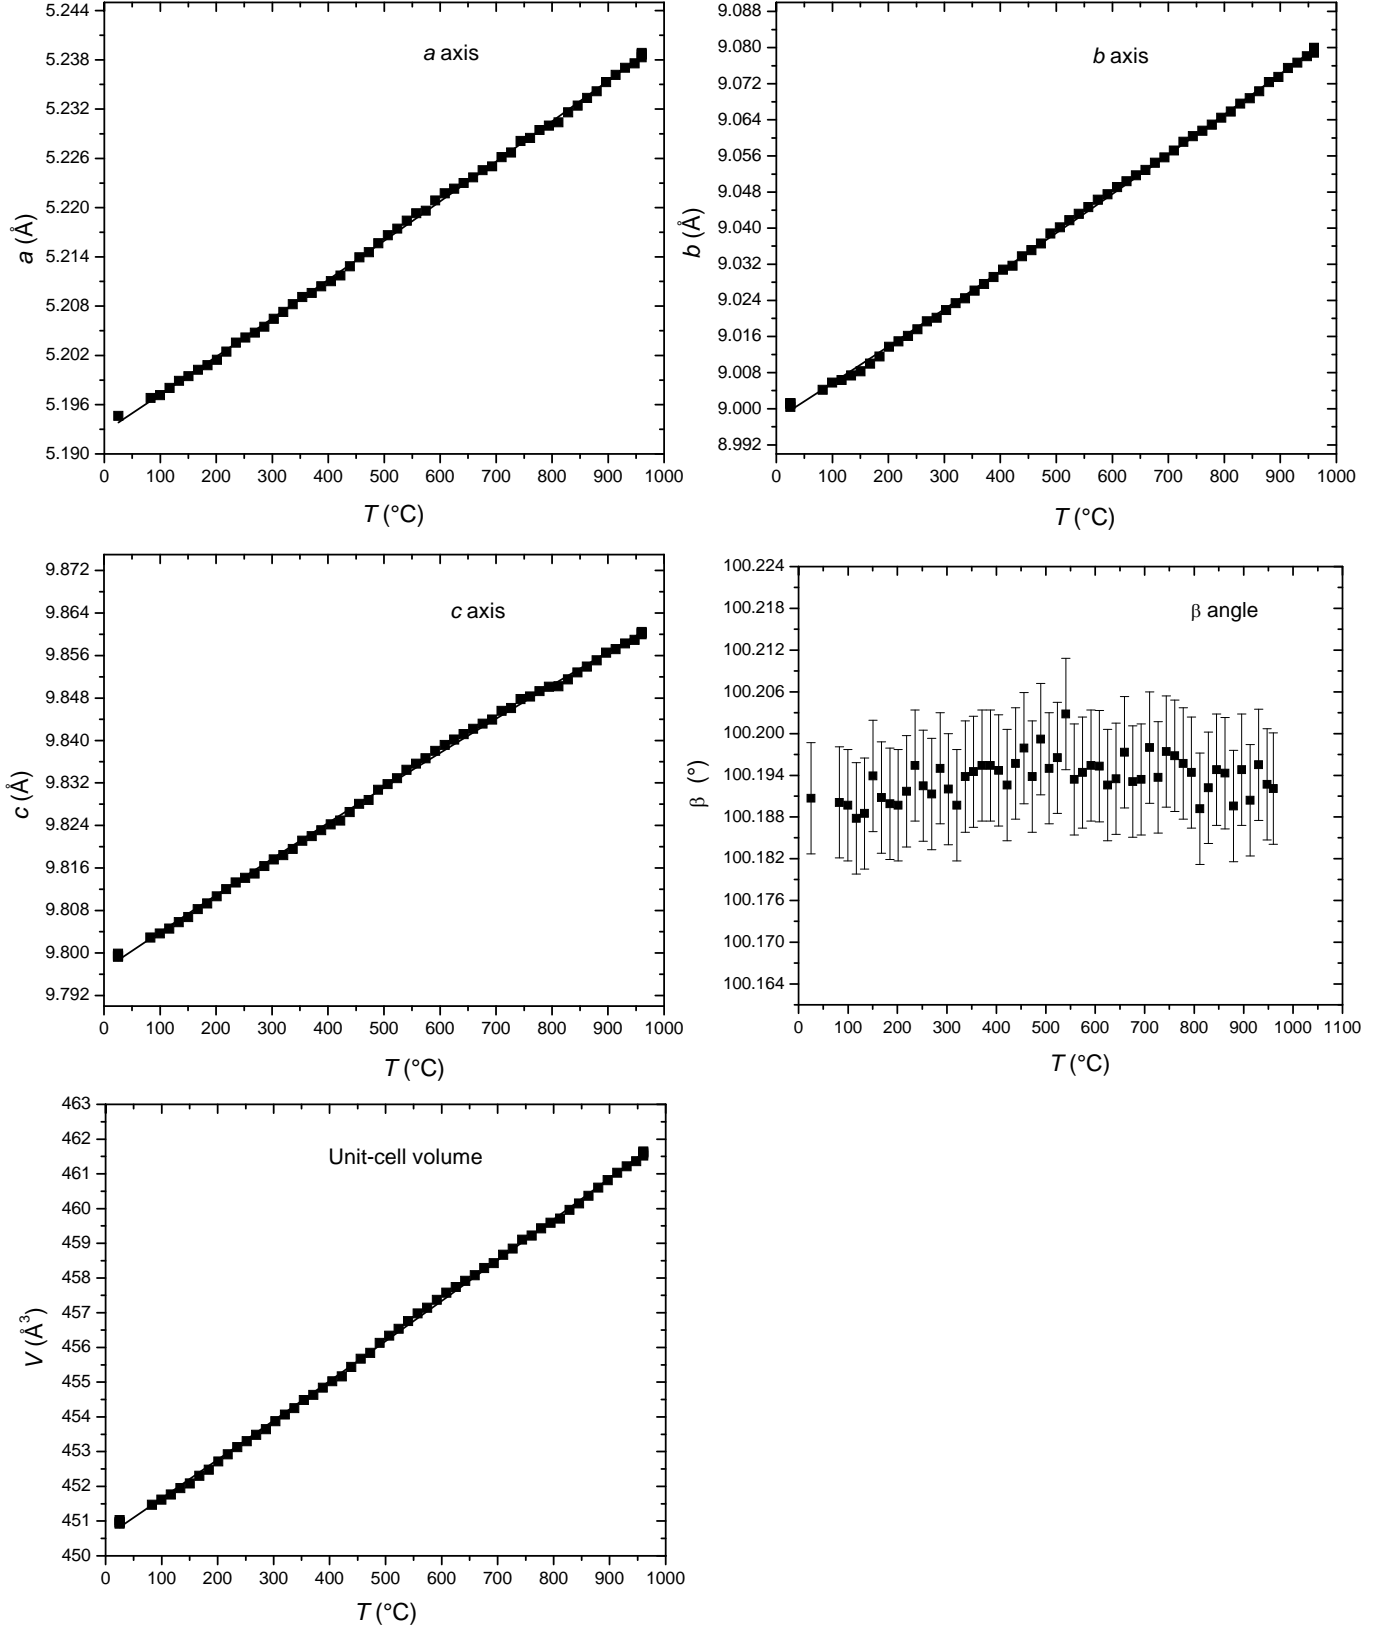 5.244
5.238
5.232
5.226
5.220
5.214
5.208
5.202
5.196
5.190
a (Å)
a axis
0 100 200 300 400 500 600 700 800 900 1000
T (°C)
9.088
9.080
9.072
9.064
9.056
9.048
9.040
9.032
9.024
9.016
9.008
9.000
8.992
b (Å)
b axis
0 100 200 300 400 500 600 700 800 900 1000
T (°C)
9.872
9.864
9.856
9.848
9.840
9.832
9.824
9.816
9.808
9.800
9.792
c (Å)
c axis
0 100 200 300 400 500 600 700 800 900 1000
T (°C)
100.224
100.218
100.212
100.206
100.200
100.194
100.188
100.182
100.176
100.170
100.164
β (°)
β angle
0 100 200 300 400 500 600 700 800 900 1000 1100
T (°C)
463
462
461
460
459
458
457
456
455
454
453
452
451
450
V (Å³)
Unit-cell volume
0 100 200 300 400 500 600 700 800 900 1000
T (°C)